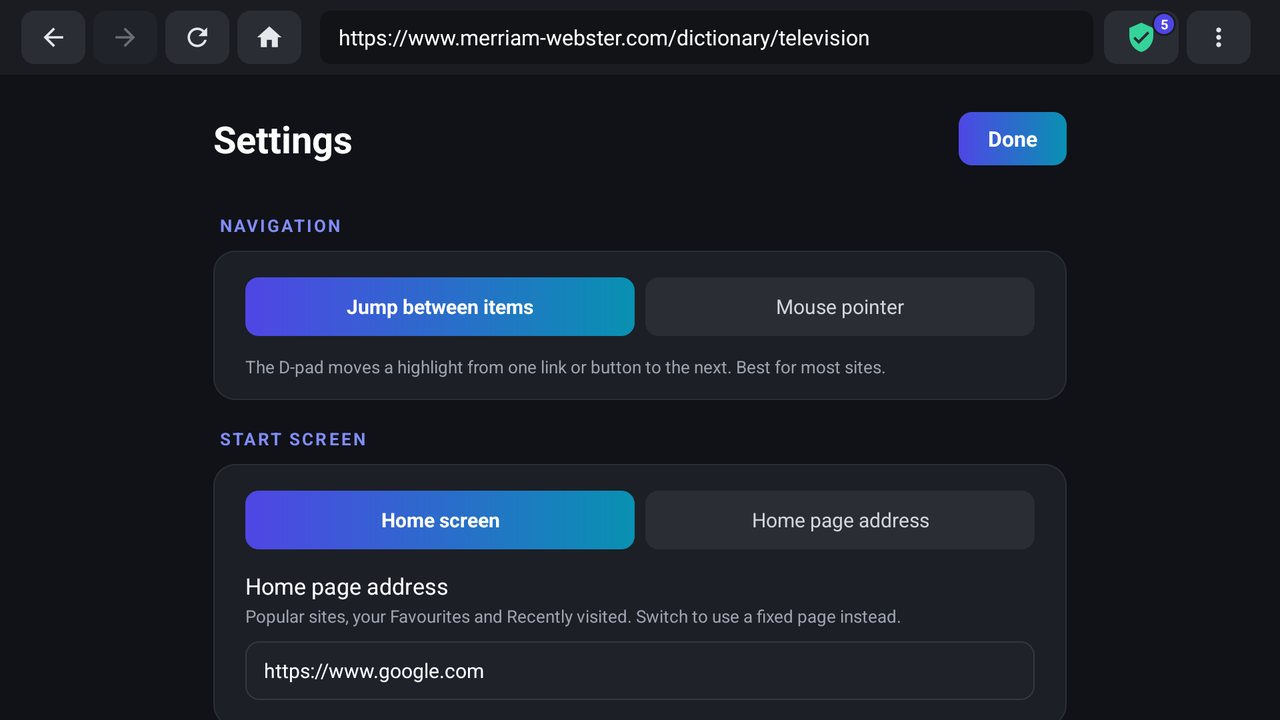 https://www.merriam-webster.com/dictionary/television
5
Settings
Done
NAVIGATION
Jump between items
Mouse pointer
The D-pad moves a highlight from one link or button to the next. Best for most sites.
START SCREEN
Home screen
Home page address
Home page address
Popular sites, your Favourites and Recently visited. Switch to use a fixed page instead.
https://www.google.com